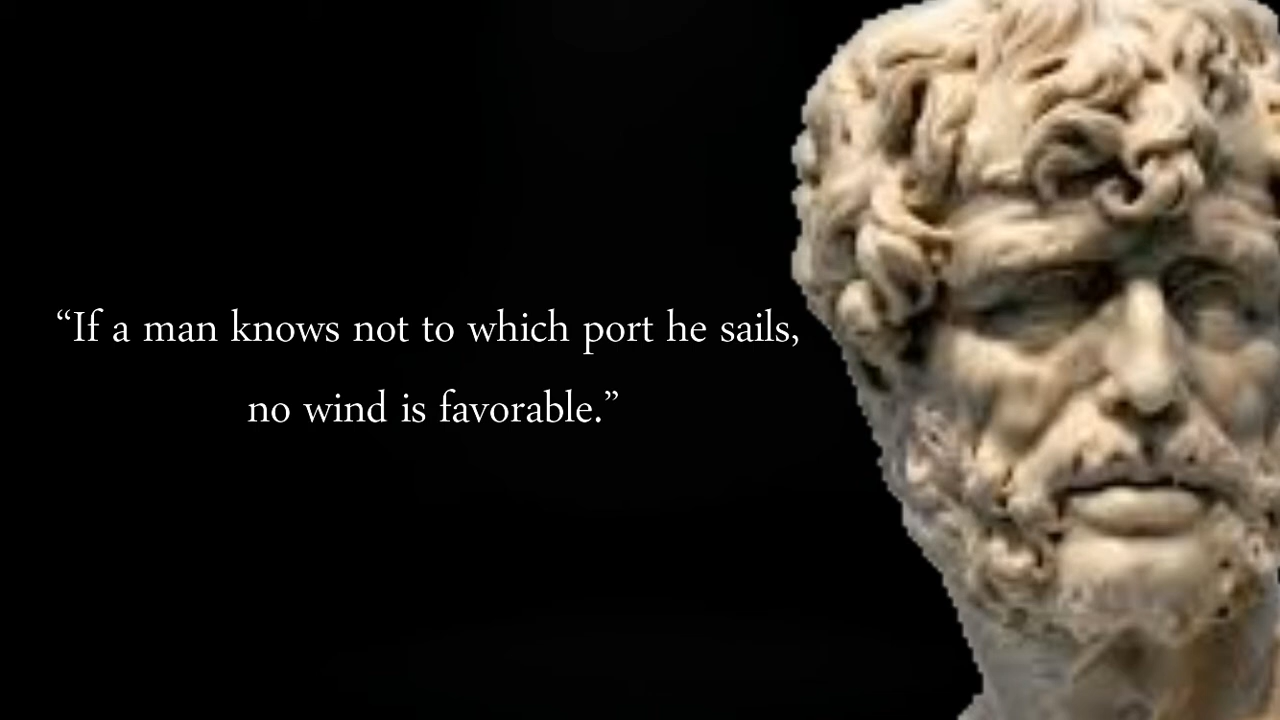 “If a man knows not to which port he sails,
no wind is favorable.”